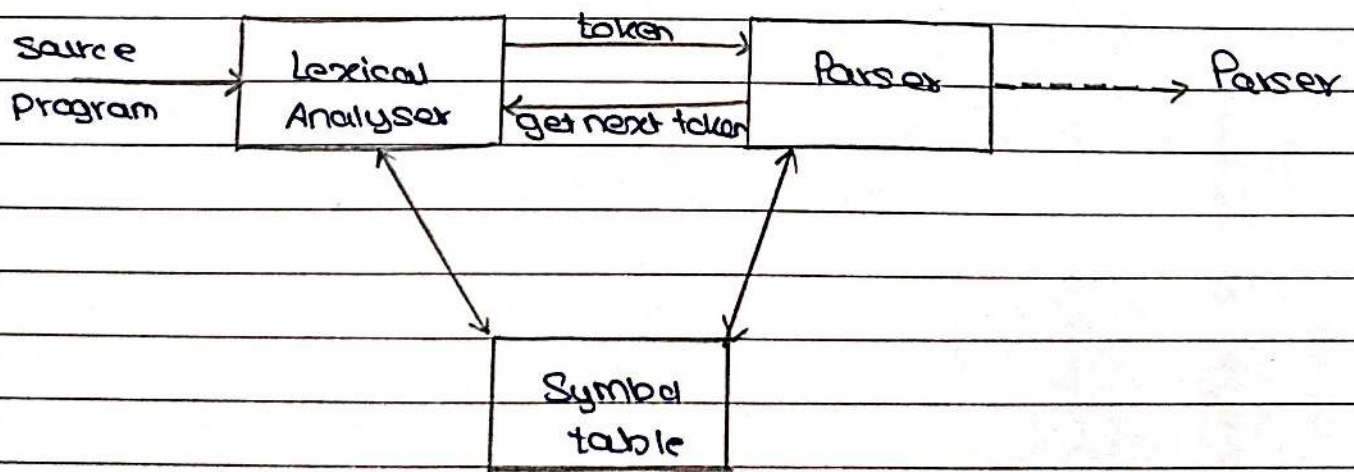 source
program
Lexical
Analyser
token
get next token
Parser
Parser
Symbol
table